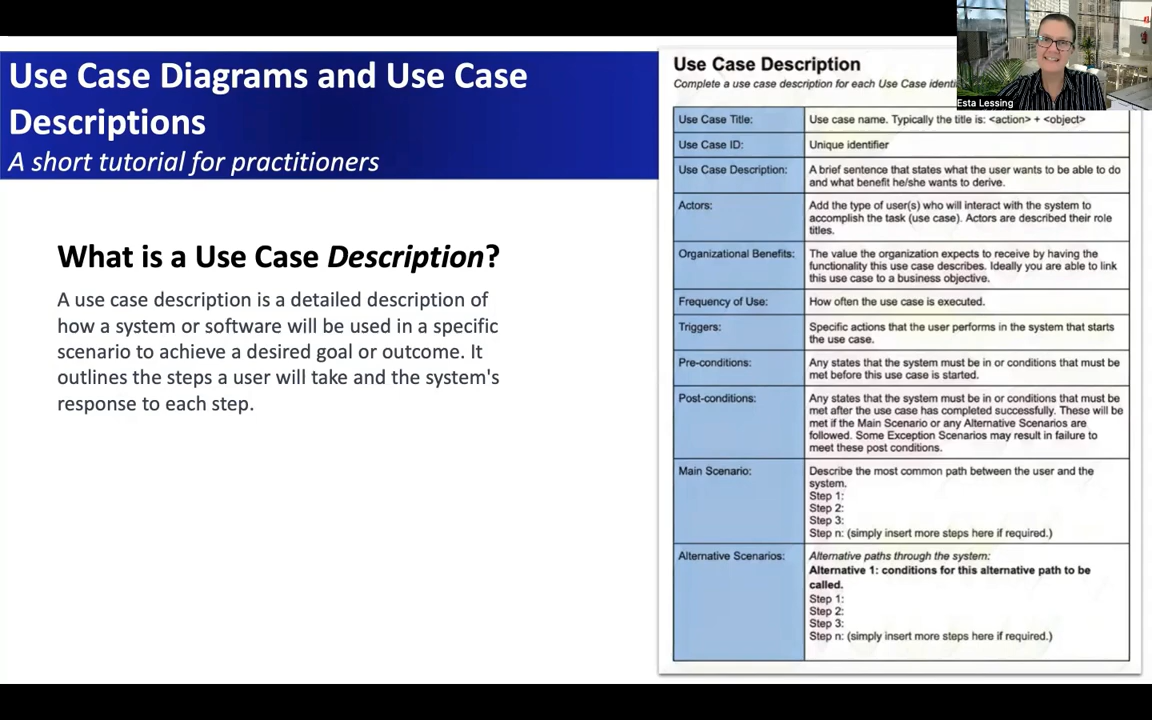 Use Case Diagrams and Use Case
Descriptions
A short tutorial for practitioners
What is a Use Case Description?
A use case description is a detailed description of
how a system or software will be used in a specific
scenario to achieve a desired goal or outcome. It
outlines the steps a user will take and the system's
response to each step.
Use Case Description
Complete a use case description for each Use Case
Esta Lessing
Use Case Title:
Use case name. Typically the title is: <action> + <object>
Use Case ID:
Unique identifier
Use Case Description:
A brief sentence that states what the user wants to be able to do
and what benefit he/she wants to derive.
Actors:
Add the type of user(s) who will interact with the system to
accomplish the task (use case). Actors are described their role
titles.
Organizational Benefits:
The value the organization expects to receive by having the
functionality this use case describes. Ideally you are able to link
this use case to a business objective.
Frequency of Use:
How often the use case is executed.
Triggers:
Specific actions that the user performs in the system that starts
the use case.
Pre-conditions:
Any states that the system must be in or conditions that must be
met before this use case is started.
Post-conditions:
Any states that the system must be in or conditions that must be
met after the use case has completed successfully. These will be
met if the Main Scenario or any Alternative Scenarios are
followed. Some Exception Scenarios may result in failure to
meet these post conditions.
Main Scenario:
Describe the most common path between the user and the
system.
Step 1:
Step 2:
Step 3:
Step n: (simply insert more steps here if required.)
Alternative Scenarios:
Alternative paths through the system:
Alternative 1: conditions for this alternative path to be
called.
Step 1:
Step 2:
Step 3:
Step n: (simply insert more steps here if required.)